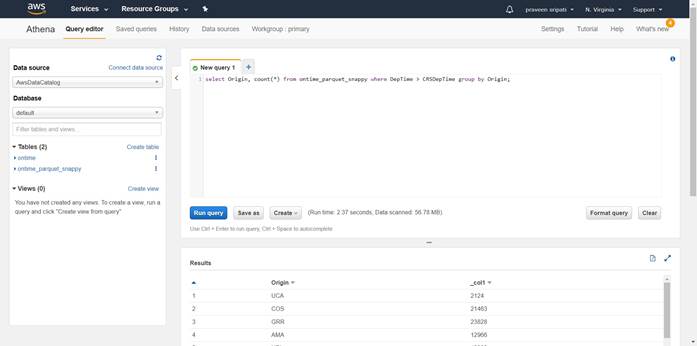 aws Services Resource Groups praveen sripati N. Virginia Support
Athena Query editor Saved queries History Data sources Workgroup : primary Settings Tutorial Help What's new 4
Data source Connect data source
AwsDataCatalog
Database
default
Filter tables and views...
Tables (2) Create table
ontime
ontime_parquet_snappy
Views (0) Create view
You have not created any views. To create a view, run a
query and click "Create view from query"
New query 1 +
1 select Origin, count(*) from ontime_parquet_snappy where DepTime > CRSDepTime group by Origin;
Run query Save as Create (Run time: 2.37 seconds, Data scanned: 56.78 MB) Format query Clear
Use Ctrl + Enter to run query, Ctrl + Space to autocomplete
Results
Origin _col1
1 UCA 2124
2 COS 21463
3 GRR 23828
4 AMA 12966